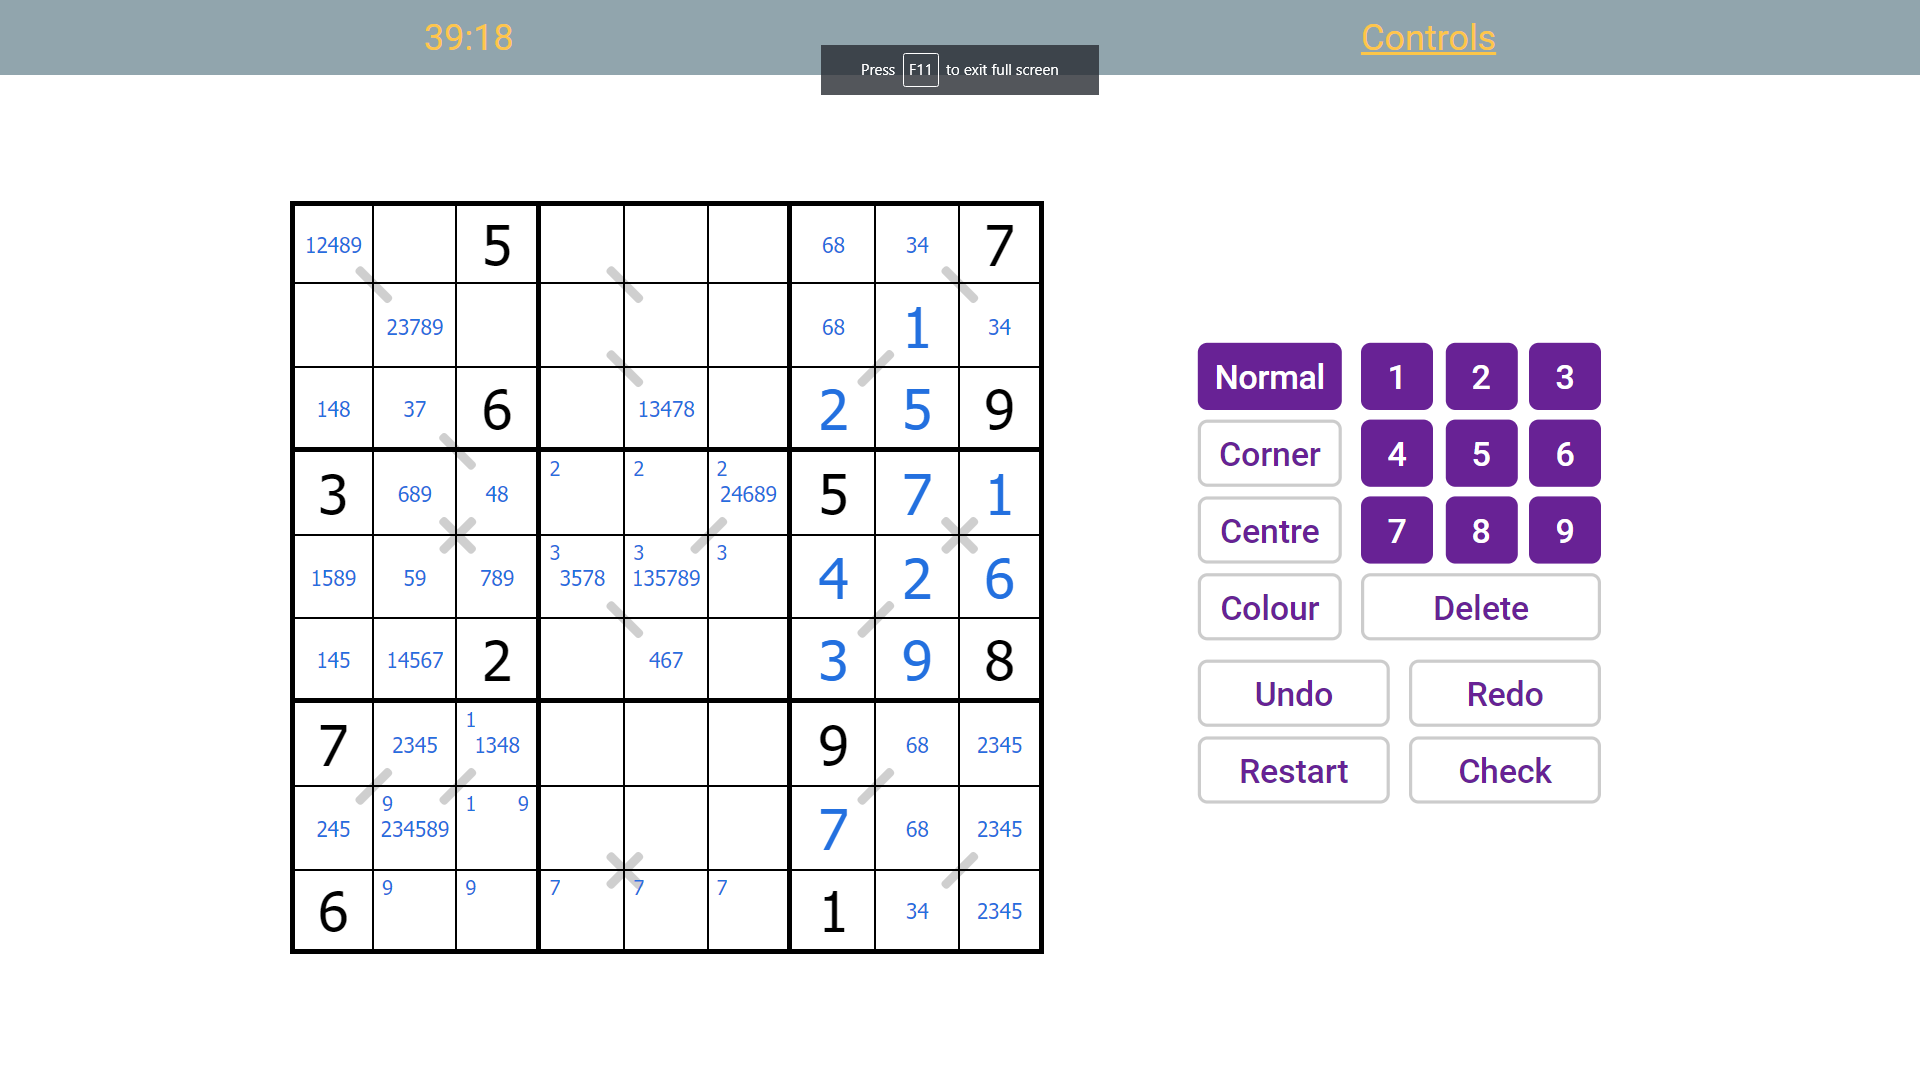 39:18 Controls
Press F11 to exit full screen
12489 5 68 34 7
23789 68 1 34
148 37 6 13478 2 5 9
2 2 2
3 689 48 24689 5 7 1
3 3 3
1589 59 789 3578 135789 4 2 6
145 14567 2 467 3 9 8
1
7 2345 1348 9 68 2345
9 1 9
245 234589 7 68 2345
9 9 7 7 7
6 1 34 2345
Normal 1 2 3
Corner 4 5 6
Centre 7 8 9
Colour Delete
Undo Redo
Restart Check